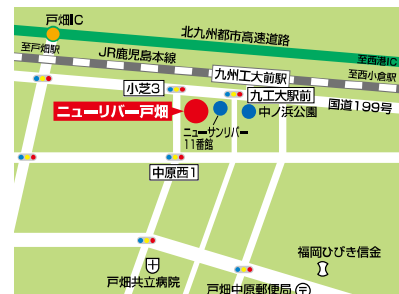 戸畑IC
北九州都市高速道路
至戸畑駅
JR鹿児島本線
至西港IC
九州工大前駅
至西小倉駅
小芝3
九工大駅前
国道199号
ニューリバー戸畑
中ノ浜公園
ニューサンリバー
11番館
中原西1
福岡ひびき信金
戸畑共立病院
戸畑中原郵便局